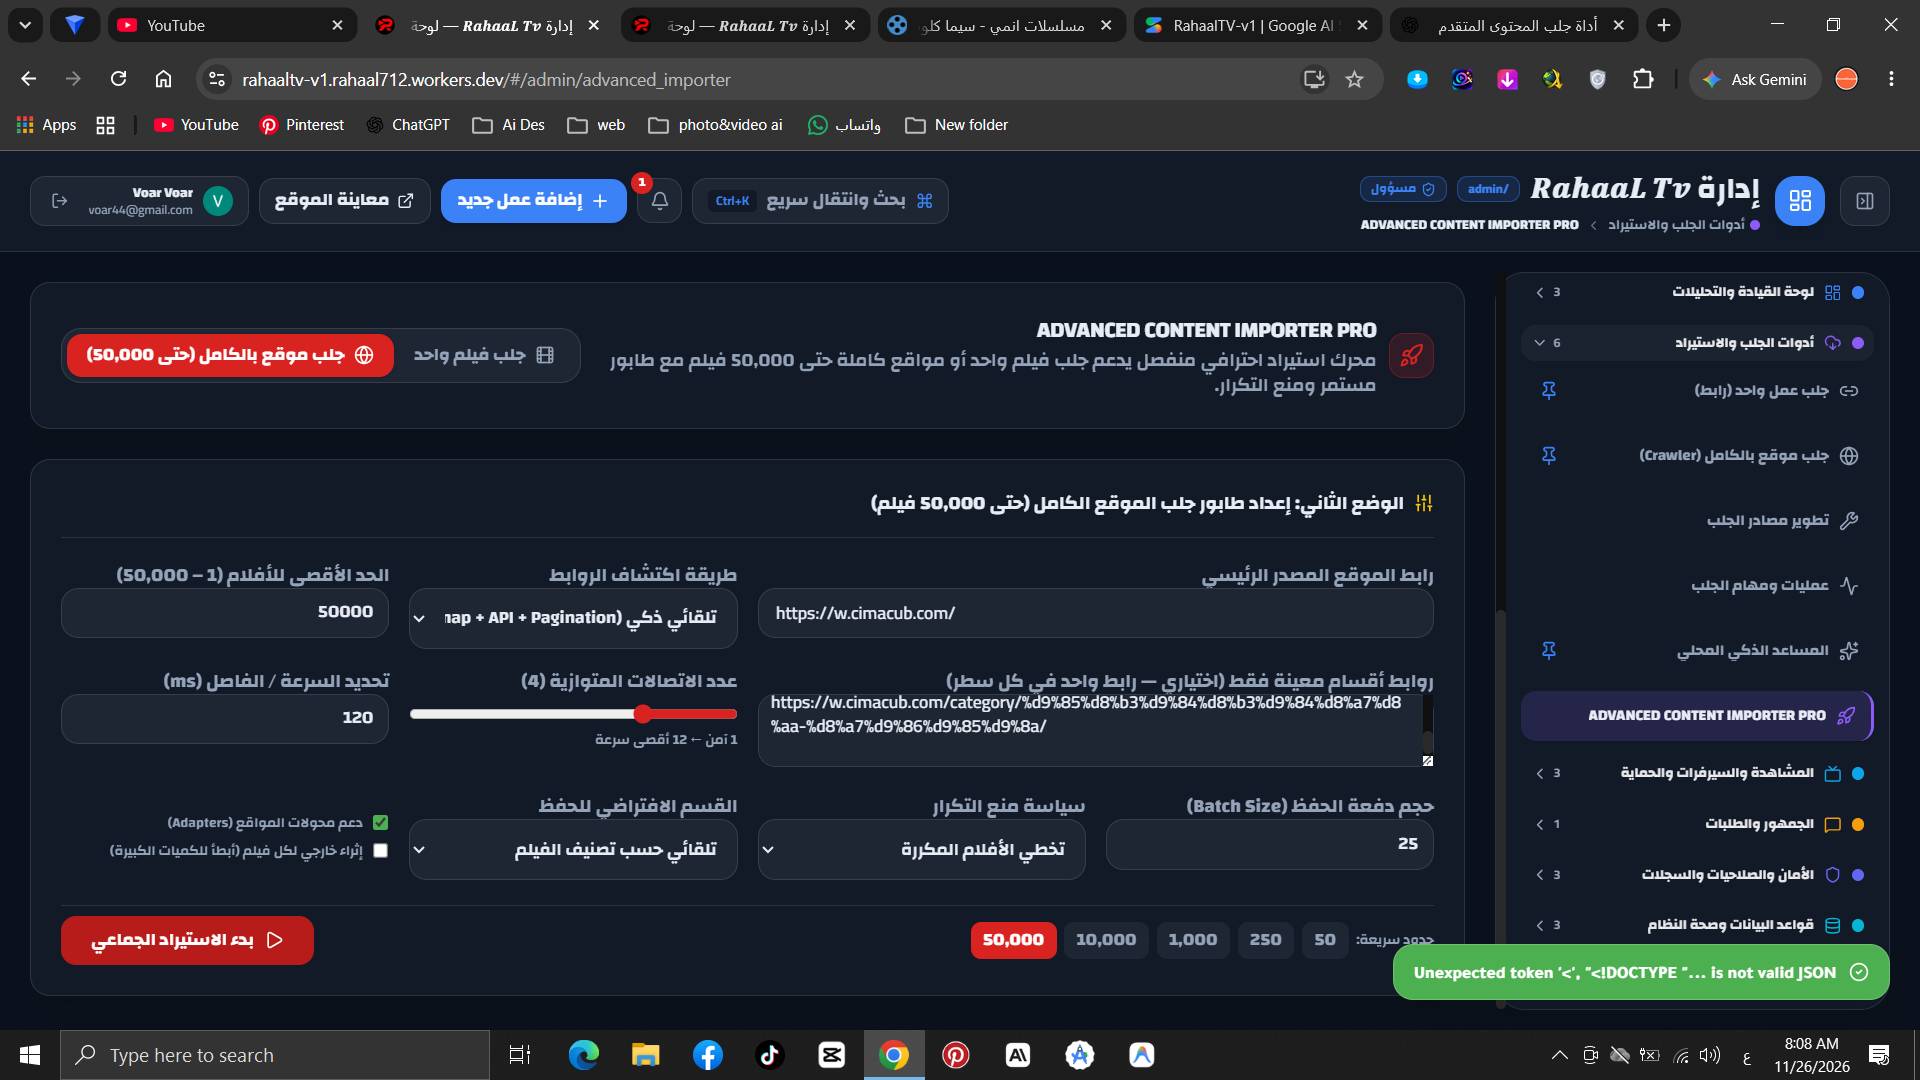 YouTube
إدارة RahaaL Tv — لوحة
إدارة RahaaL Tv — لوحة
مسلسلات انمي - سيما كلو
RahaalTV-v1 | Google AI
أداة جلب المحتوى المتقدم
rahaaltv-v1.rahaal712.workers.dev/#/admin/advanced_importer
Ask Gemini
Apps
YouTube
Pinterest
ChatGPT
Ai Des
web
photo&video ai
واتساب
New folder
إدارة RahaaL Tv
/admin
مسؤول
أدوات الجلب والاستيراد
ADVANCED CONTENT IMPORTER PRO
بحث وانتقال سريع
Ctrl+K
1
إضافة عمل جديد
معاينة الموقع
V
Voar Voar
voar44@gmail.com
لوحة القيادة والتحليلات
3
أدوات الجلب والاستيراد
6
جلب عمل واحد (رابط)
جلب موقع بالكامل (Crawler)
تطوير مصادر الجلب
عمليات ومهام الجلب
المساعد الذكي المحلي
ADVANCED CONTENT IMPORTER PRO
المشاهدة والسيرفرات والحماية
3
الجمهور والطلبات
1
الأمان والصلاحيات والسجلات
3
قواعد البيانات وصحة النظام
3
ADVANCED CONTENT IMPORTER PRO
محرك استيراد احترافي منفصل يدعم جلب فيلم واحد أو مواقع كاملة حتى 50,000 فيلم مع طابور
مستمر ومنع التكرار.
جلب فيلم واحد
جلب موقع بالكامل (حتى 50,000)
الوضع الثاني: إعداد طابور جلب الموقع الكامل (حتى 50,000 فيلم)
رابط الموقع المصدر الرئيسي
https://w.cimacub.com/
طريقة اكتشاف الروابط
تلقائي ذكي (map + API + Pagination
الحد الأقصى للأفلام (1 – 50,000)
50000
روابط أقسام معينة فقط (اختياري — رابط واحد في كل سطر)
https://w.cimacub.com/category/%d9%85%d8%b3%d9%84%d8%b3%d9%84%d8%a7%d8
%aa-%d8%a7%d9%86%d9%85%d9%8a/
عدد الاتصالات المتوازية (4)
1 آمن ← 12 أقصى سرعة
تحديد السرعة / الفاصل (ms)
120
حجم دفعة الحفظ (Batch Size)
25
سياسة منع التكرار
تخطي الأفلام المكررة
القسم الافتراضي للحفظ
تلقائي حسب تصنيف الفيلم
دعم محولات المواقع (Adapters)
إثراء خارجي لكل فيلم (أبطأ للكميات الكبيرة)
حدود سريعة:
50
250
1,000
10,000
50,000
بدء الاستيراد الجماعي
Unexpected token '<', "<!DOCTYPE "... is not valid JSON
Type here to search
ع
8:08 AM
11/26/2026